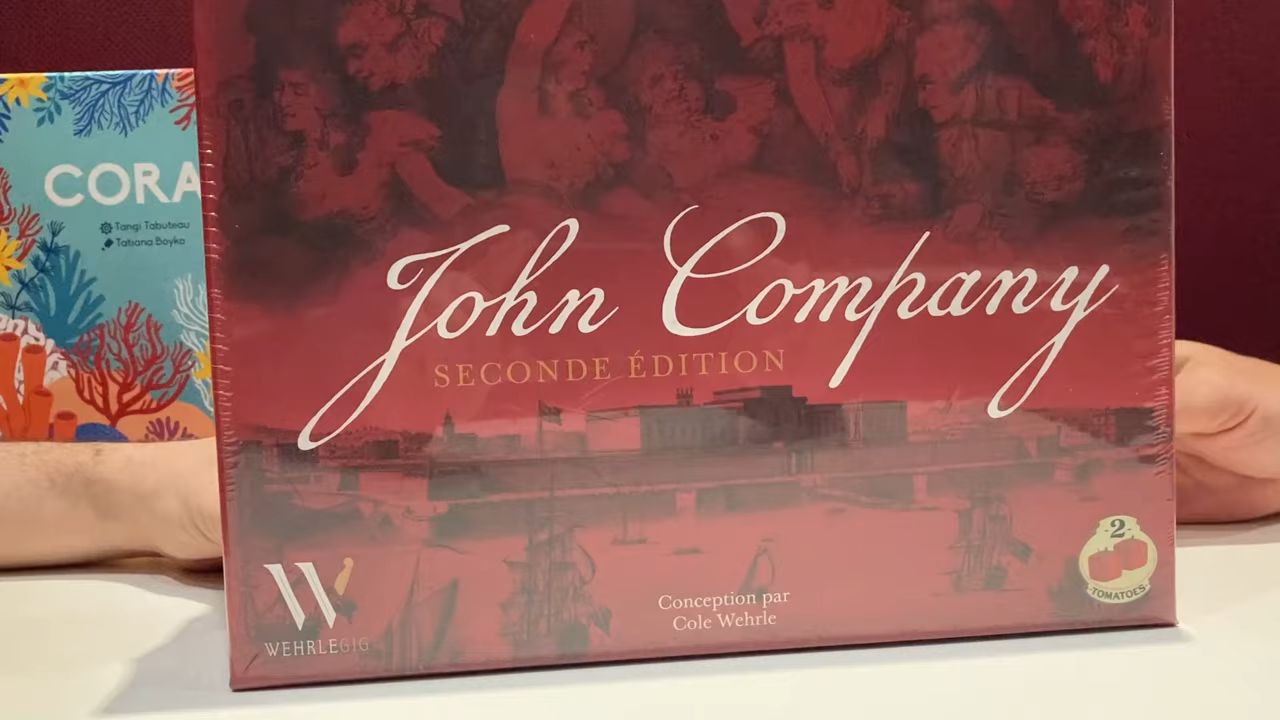 CORA
Tangi Tabuteau
Tatiana Boyko
John Company
SECONDE ÉDITION
Conception par
Cole Wehrle
W
WEHRLEGIG
-2-
TOMATOES